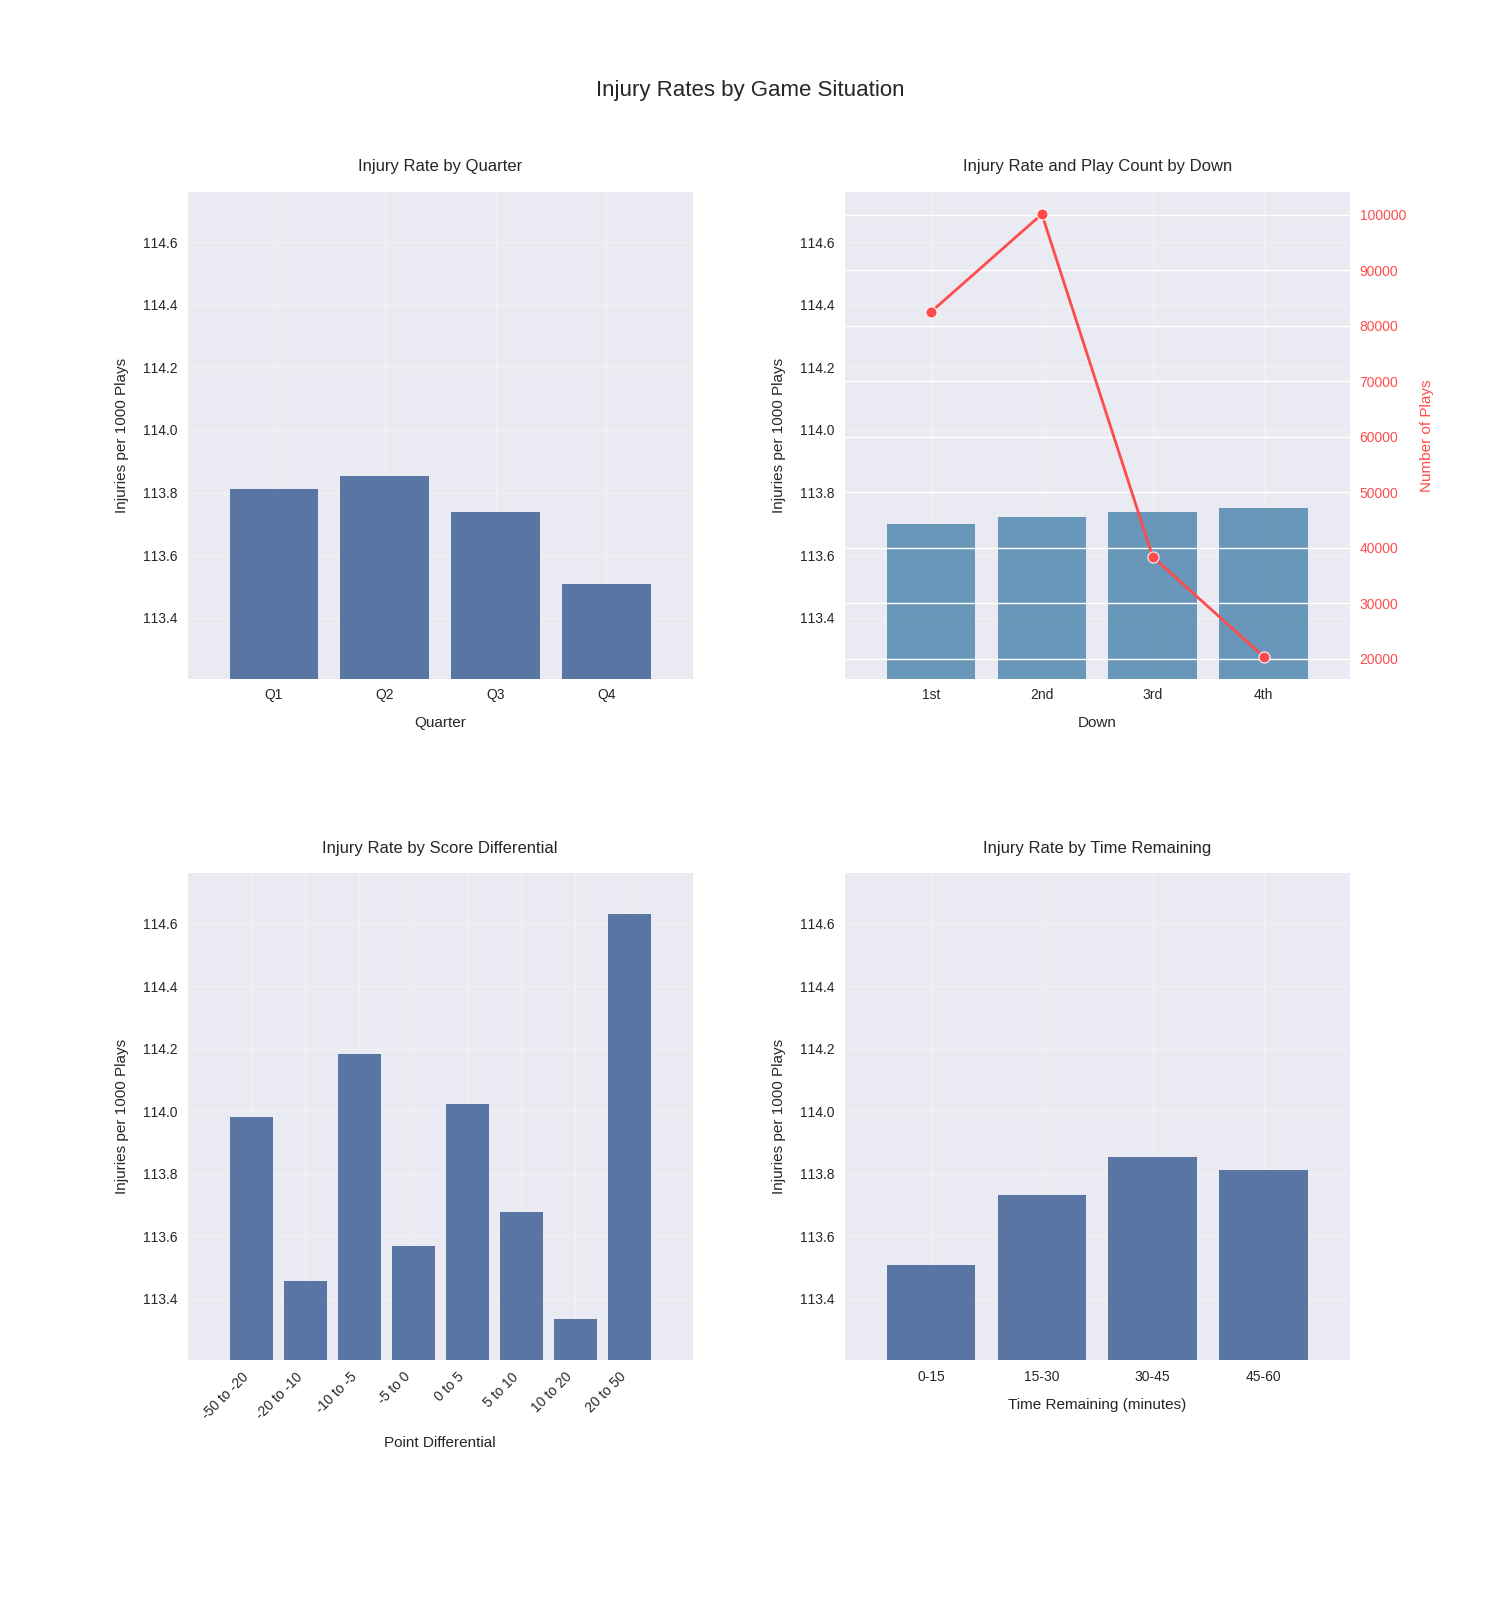 Injury Rates by Game Situation
Injury Rate by Quarter
Injuries per 1000 Plays
114.6
114.4
114.2
114.0
113.8
113.6
113.4
Q1 Q2 Q3 Q4
Quarter
Injury Rate and Play Count by Down
Injuries per 1000 Plays
114.6
114.4
114.2
114.0
113.8
113.6
113.4
100000
90000
80000
70000
60000
50000
40000
30000
20000
Number of Plays
1st 2nd 3rd 4th
Down
Injury Rate by Score Differential
Injuries per 1000 Plays
114.6
114.4
114.2
114.0
113.8
113.6
113.4
-50 to -20 -20 to -10 -10 to -5 -5 to 0 0 to 5 5 to 10 10 to 20 20 to 50
Point Differential
Injury Rate by Time Remaining
Injuries per 1000 Plays
114.6
114.4
114.2
114.0
113.8
113.6
113.4
0-15 15-30 30-45 45-60
Time Remaining (minutes)